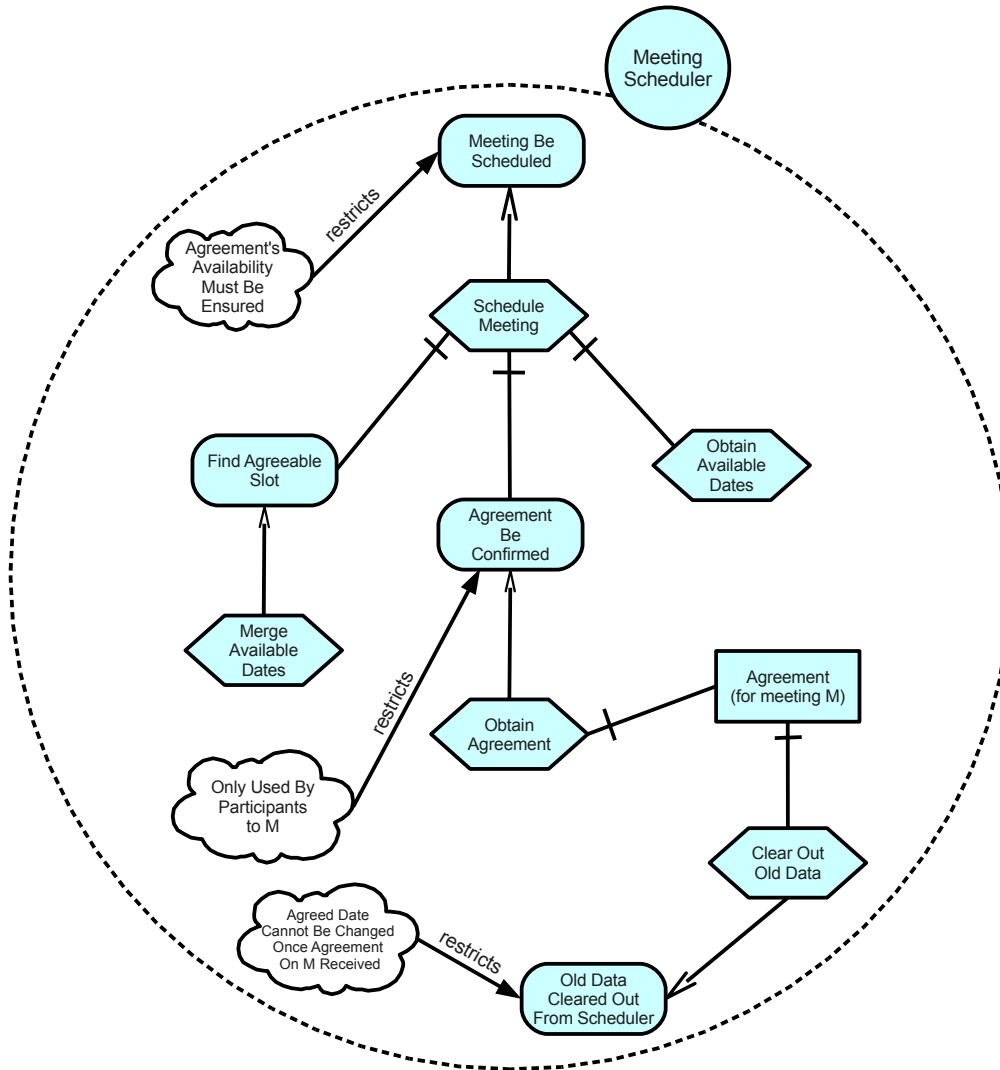 Meeting
Scheduler
Meeting Be
Scheduled
restricts
Agreement's
Availability
Must Be
Ensured
Schedule
Meeting
Find Agreeable
Slot
Obtain
Available
Dates
Agreement
Be
Confirmed
Merge
Available
Dates
restricts
Agreement
(for meeting M)
Obtain
Agreement
Only Used By
Participants
to M
Clear Out
Old Data
Agreed Date
Cannot Be Changed
Once Agreement
On M Received
restricts
Old Data
Cleared Out
From Scheduler